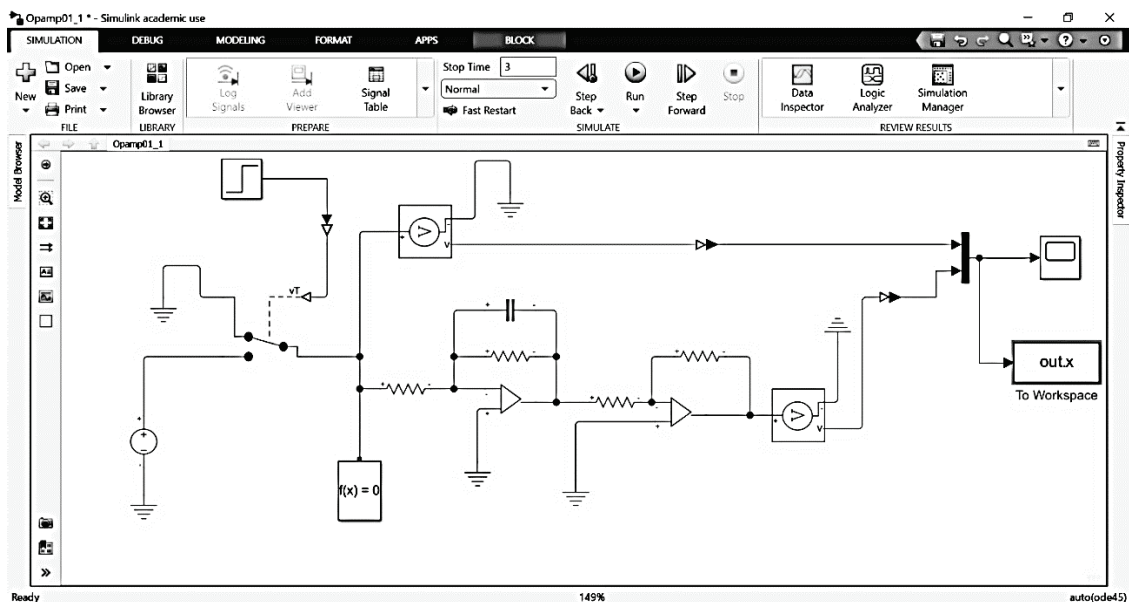 Opamp01_1 * - Simulink academic use
SIMULATION DEBUG MODELING FORMAT APPS BLOCK
New
Open
Save
Print
FILE
Library
Browser
LIBRARY
Log
Signals
Add
Viewer
Signal
Table
PREPARE
Stop Time 3
Normal
Fast Restart
Step
Back
Run
Step
Forward
Stop
SIMULATE
Data
Inspector
Logic
Analyzer
Simulation
Manager
REVIEW RESULTS
Model Browser
Opamp01_1
Property Inspector
V
V
vT
f(x) = 0
V
V
out.x
To Workspace
Ready 149% auto(ode45)